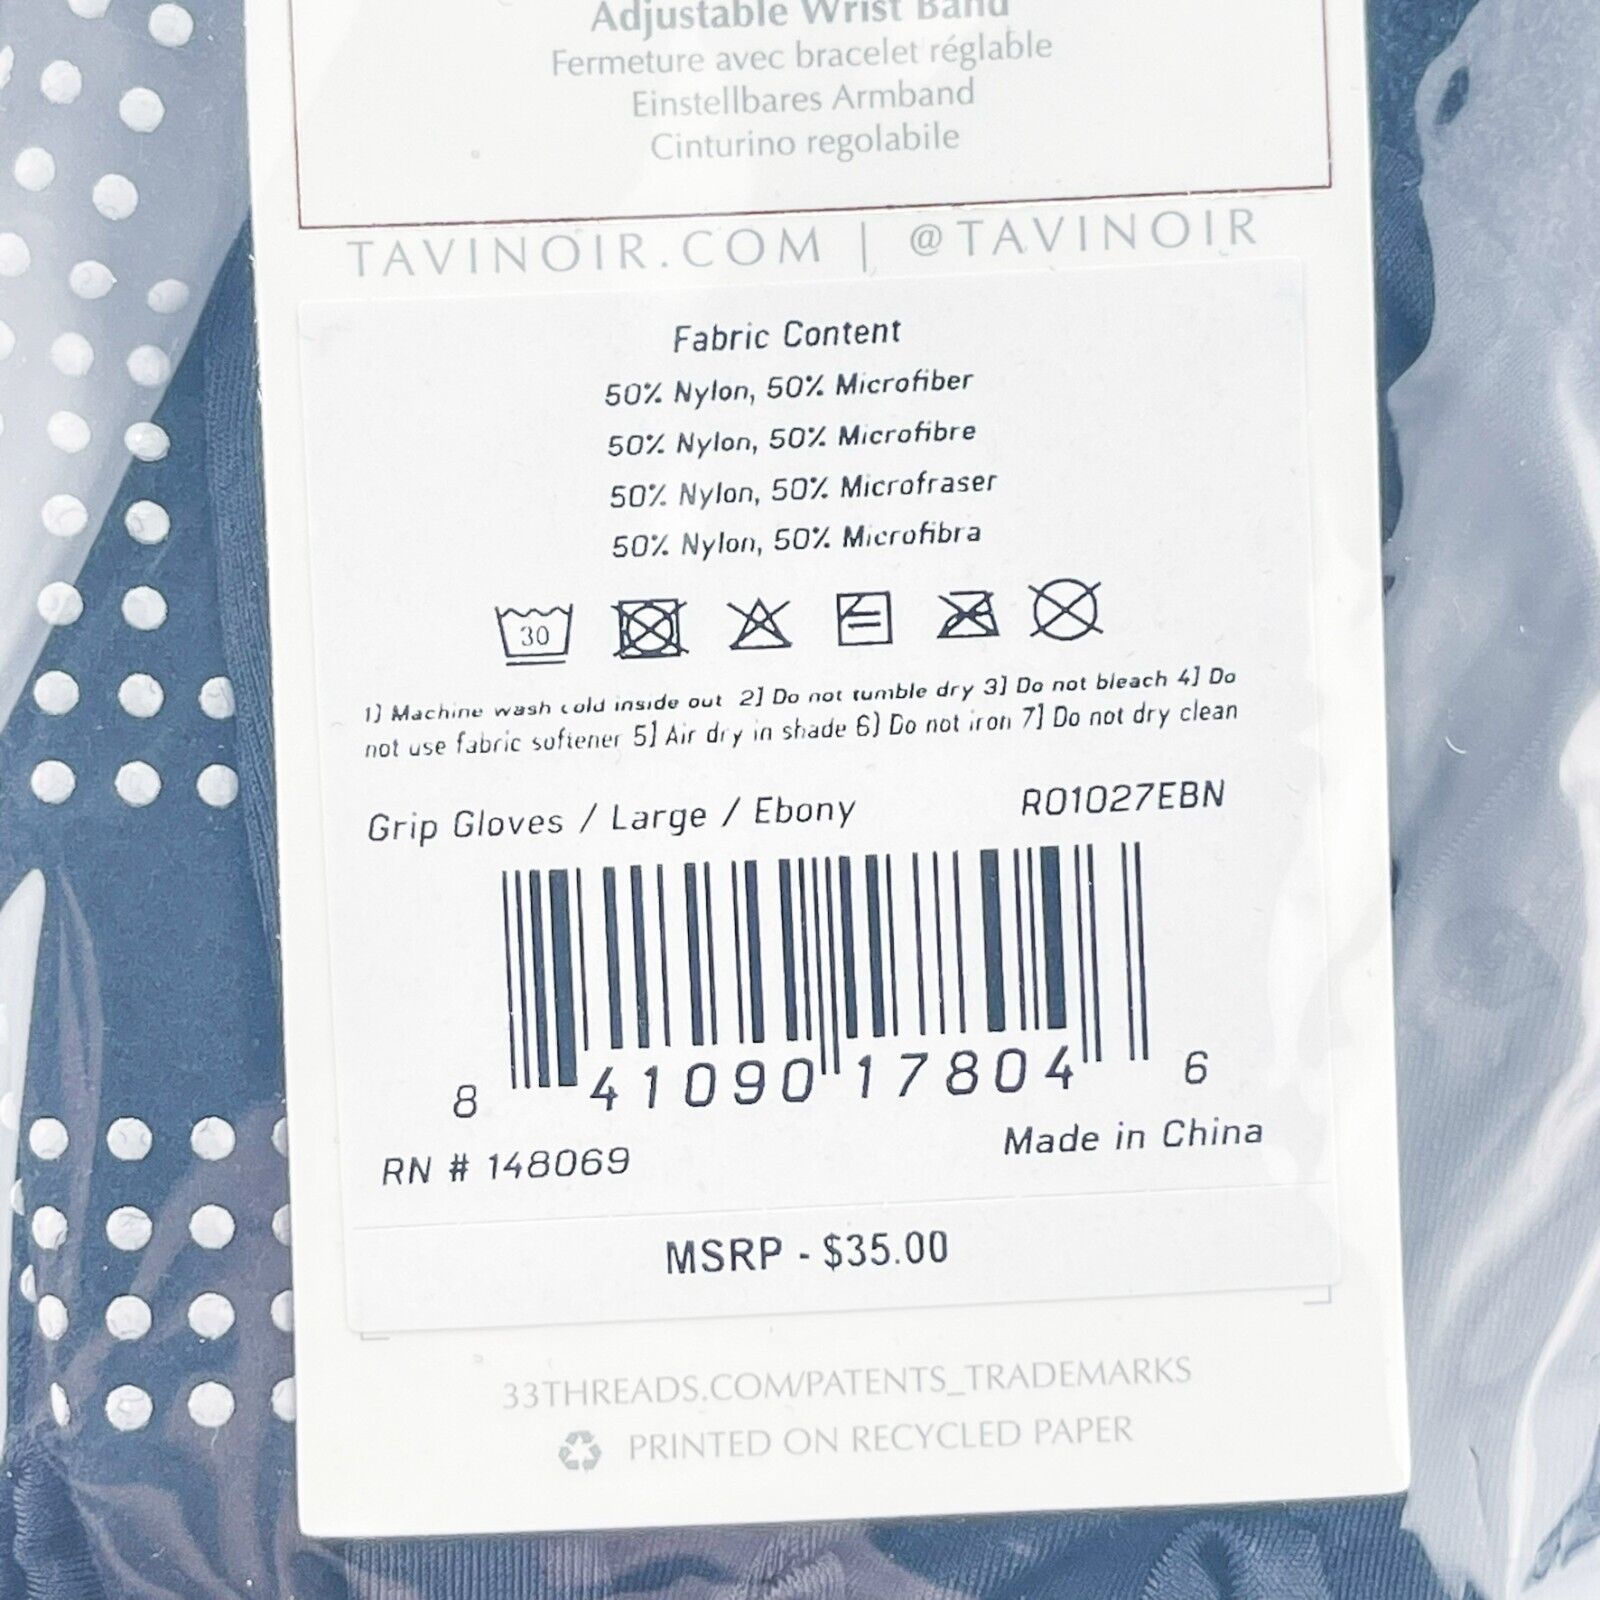 Adjustable Wrist Band
Fermeture avec bracelet réglable
Einstellbares Armband
Cinturino regolabile
TAVINOIR.COM | @TAVINOIR
Fabric Content
50% Nylon, 50% Microfiber
50% Nylon, 50% Microfibre
50% Nylon, 50% Microfraser
50% Nylon, 50% Microfibra
30
1] Machine wash cold inside out 2] Do not tumble dry 3] Do not bleach 4] Do
not use fabric softener 5] Air dry in shade 6] Do not iron 7] Do not dry clean
Grip Gloves / Large / Ebony R01027EBN
8 41090 17804 6
RN # 148069 Made in China
MSRP - $35.00
33THREADS.COM/PATENTS_TRADEMARKS
PRINTED ON RECYCLED PAPER